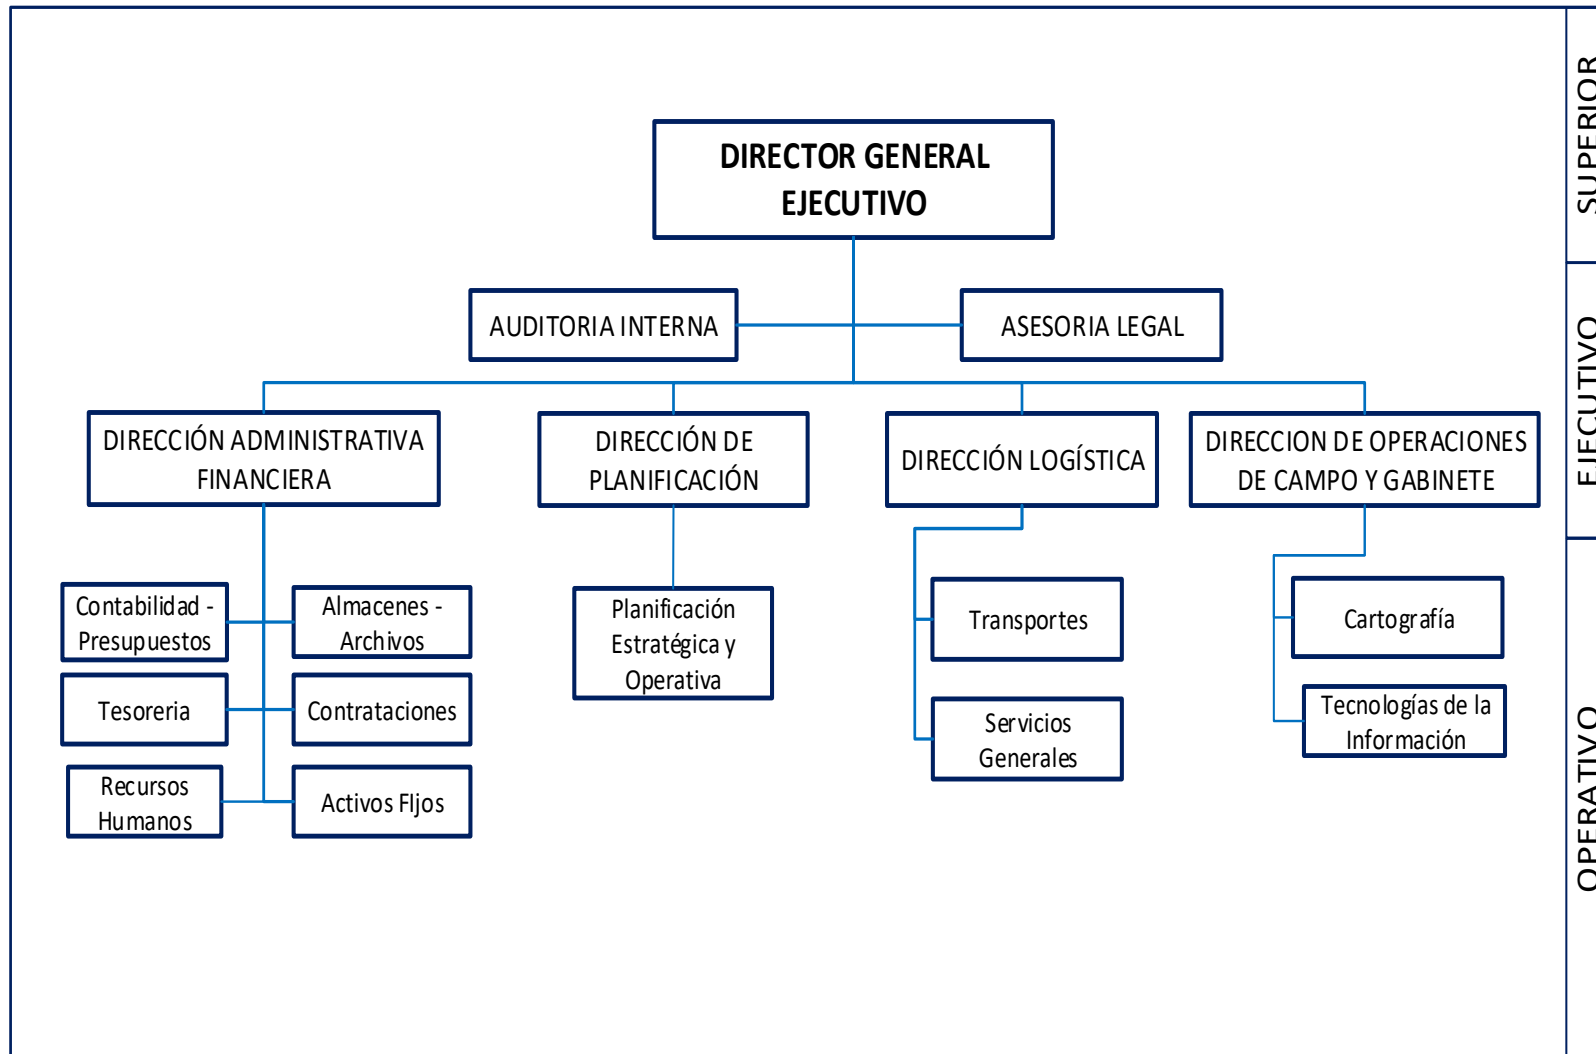 DIRECTOR GENERAL
EJECUTIVO
AUDITORIA INTERNA
ASESORIA LEGAL
DIRECCIÓN ADMINISTRATIVA
FINANCIERA
DIRECCIÓN DE
PLANIFICACIÓN
DIRECCIÓN LOGÍSTICA
DIRECCION DE OPERACIONES
DE CAMPO Y GABINETE
Contabilidad -
Presupuestos
Almacenes -
Archivos
Tesoreria
Contrataciones
Recursos
Humanos
Activos FIjos
Planificación
Estratégica y
Operativa
Transportes
Servicios
Generales
Cartografía
Tecnologías de la
Información
SUPERIOR
EJECUTIVO
OPERATIVO